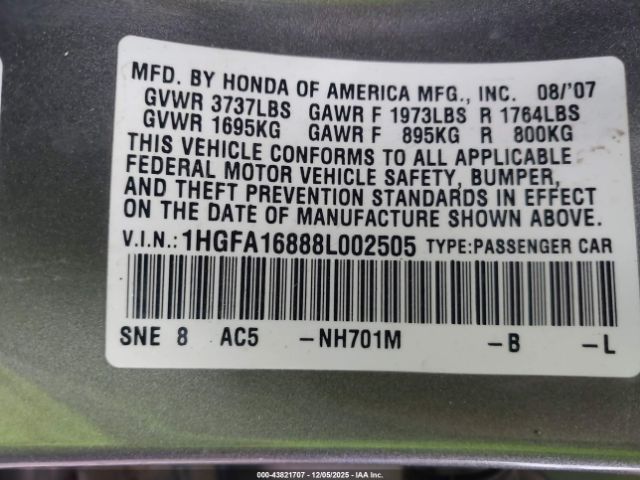 MFD. BY HONDA OF AMERICA MFG., INC. 08/'07
GVWR 3737LBS GAWR F 1973LBS R 1764LBS
GVWR 1695KG GAWR F 895KG R 800KG
THIS VEHICLE CONFORMS TO ALL APPLICABLE
FEDERAL MOTOR VEHICLE SAFETY, BUMPER,
AND THEFT PREVENTION STANDARDS IN EFFECT
ON THE DATE OF MANUFACTURE SHOWN ABOVE.
V.I.N.: 1HGFA16888L002505 TYPE:PASSENGER CAR
SNE 8 AC5 -NH701M -B -L
000-43821707 - 12/05/2025 - IAA Inc.